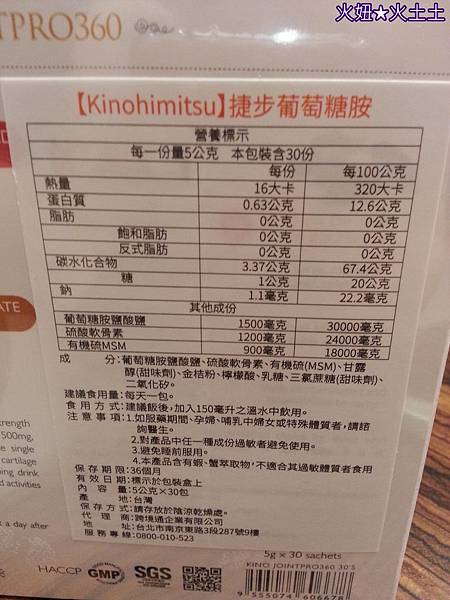 火妞★火土土
NTPRO360
【Kinohimitsu】捷步葡萄糖胺
營養標示
每一份量5公克 本包裝含30份
每份 每100公克
熱量 16大卡 320大卡
蛋白質 0.63公克 12.6公克
脂肪 0公克 0公克
飽和脂肪 0公克 0公克
反式脂肪 0公克 0公克
碳水化合物 3.37公克 67.4公克
糖 1公克 20公克
鈉 1.1毫克 22.2毫克
其他成份
葡萄糖胺鹽酸鹽 1500毫克 30000毫克
硫酸軟骨素 1200毫克 24000毫克
有機硫MSM 900毫克 18000毫克
成 分:葡萄糖胺鹽酸鹽、硫酸軟骨素、有機硫(MSM)、甘露
醇(甜味劑)、金桔粉、檸檬酸、乳糖、三氯蔗糖(甜味劑)、
二氧化矽。
建議食用量:每天一包。
食用方式:建議飯後,加入150毫升之溫水中飲用。
注意事項:1.如服藥期間、孕婦、哺乳中婦女或特殊體質者,請諮
詢醫生。
2.對產品中任一種成份過敏者避免使用。
3.避免睡前服用。
4.本產品含有蝦、蟹萃取物,不適合其過敏體質者食用
保存期限:36個月
有效日期:標示於包裝盒上
內容量:5公克×30包
產地:台灣
保存方式:請存放於陰涼乾燥處。
代理商:跨境通企業有限公司
地址:台北市南京東路3段287號9樓
服務專線:0800-010-523
ATE
rength
500mg,
e single
cartilage
ning drink
d activities
k a day after
5g x 30 sachets
HACCP GMP SGS
KINO JOINTPRO360 30'S
9 555074 606678